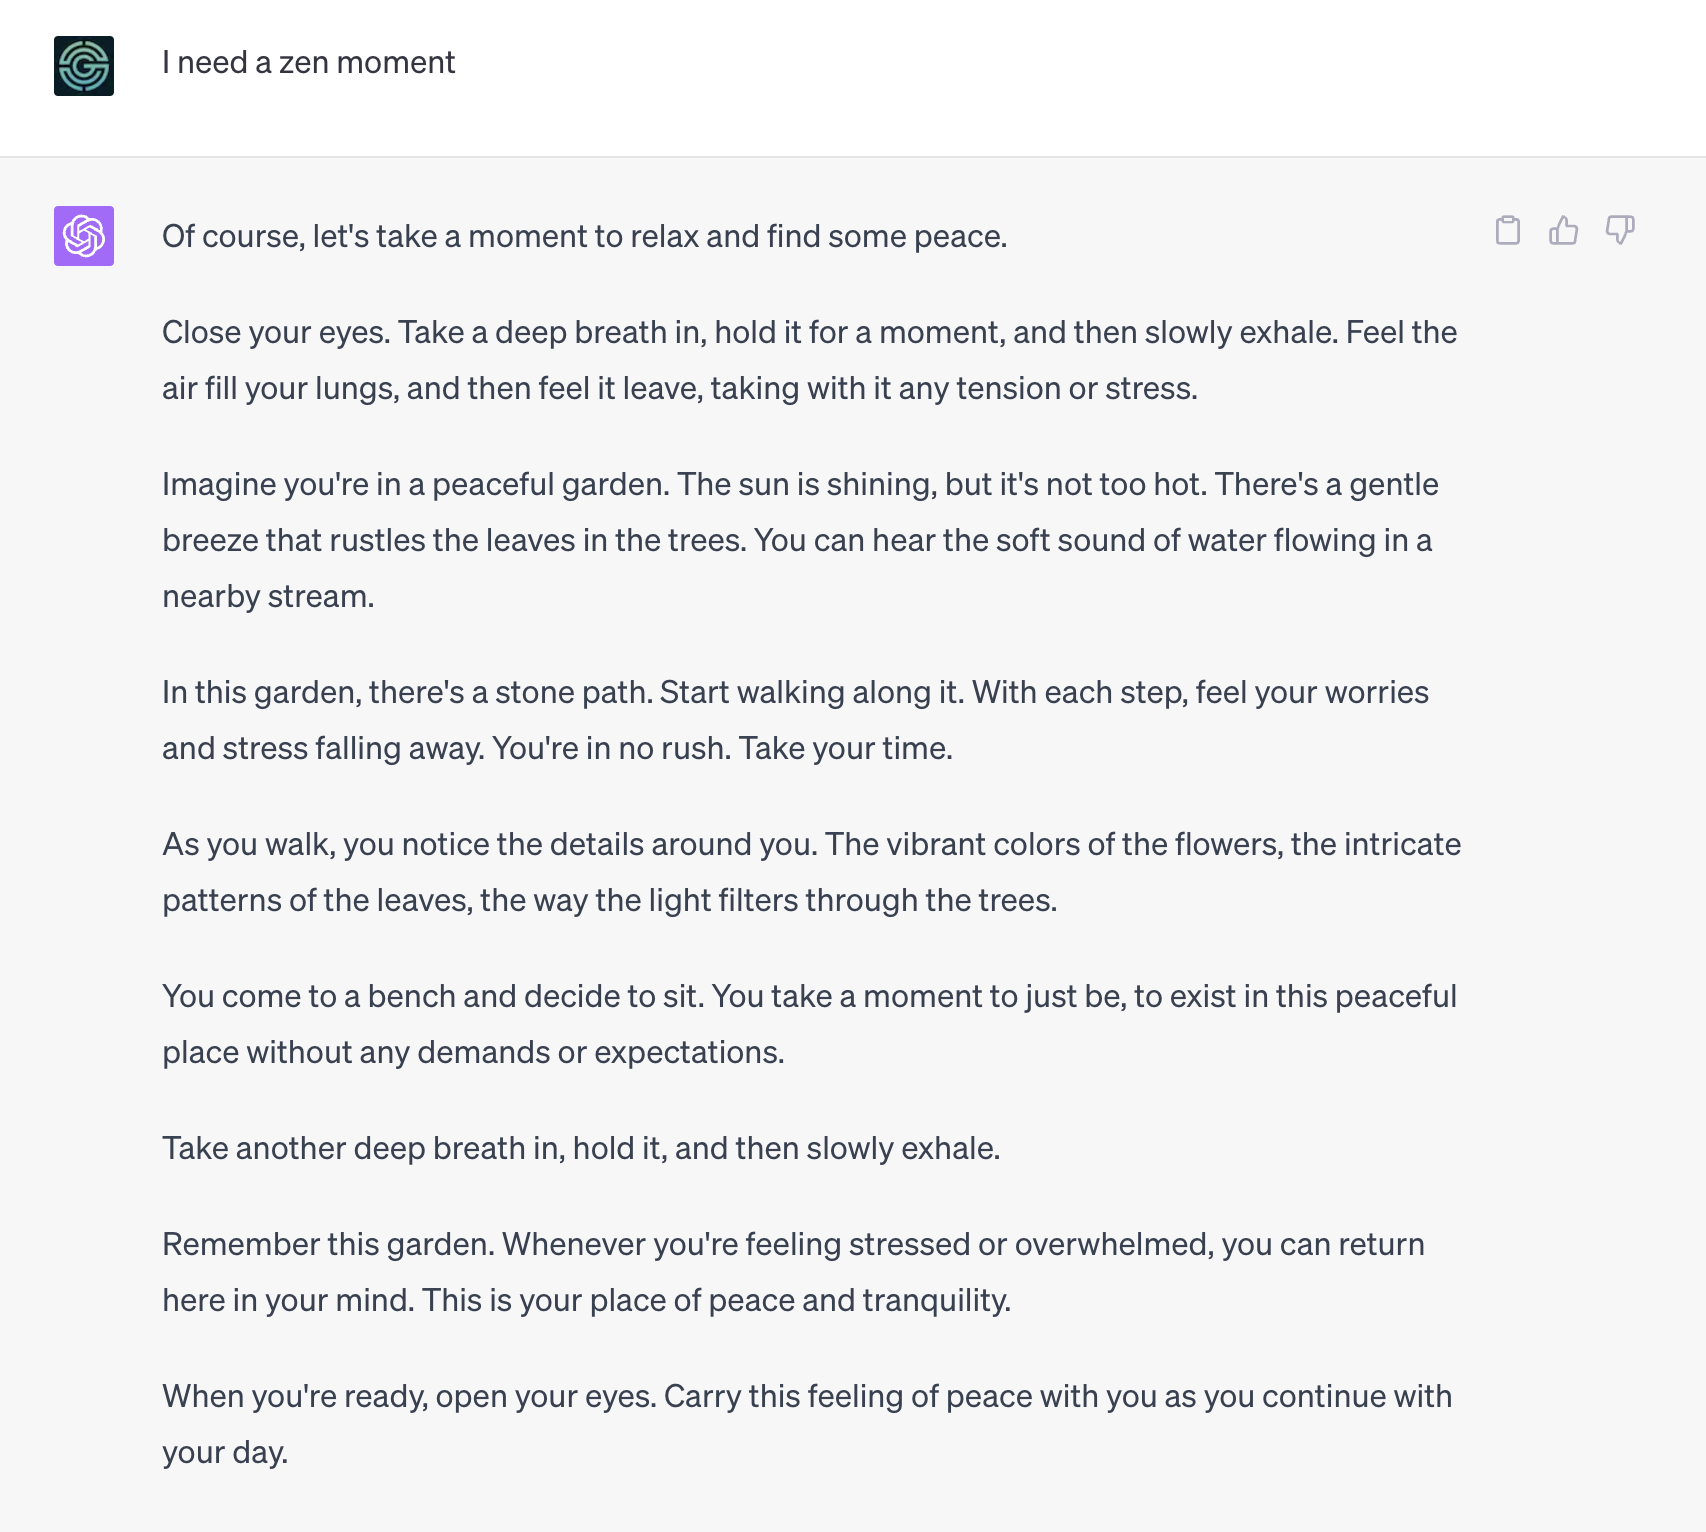 I need a zen moment
Of course, let's take a moment to relax and find some peace.
Close your eyes. Take a deep breath in, hold it for a moment, and then slowly exhale. Feel the
air fill your lungs, and then feel it leave, taking with it any tension or stress.
Imagine you're in a peaceful garden. The sun is shining, but it's not too hot. There's a gentle
breeze that rustles the leaves in the trees. You can hear the soft sound of water flowing in a
nearby stream.
In this garden, there's a stone path. Start walking along it. With each step, feel your worries
and stress falling away. You're in no rush. Take your time.
As you walk, you notice the details around you. The vibrant colors of the flowers, the intricate
patterns of the leaves, the way the light filters through the trees.
You come to a bench and decide to sit. You take a moment to just be, to exist in this peaceful
place without any demands or expectations.
Take another deep breath in, hold it, and then slowly exhale.
Remember this garden. Whenever you're feeling stressed or overwhelmed, you can return
here in your mind. This is your place of peace and tranquility.
When you're ready, open your eyes. Carry this feeling of peace with you as you continue with
your day.